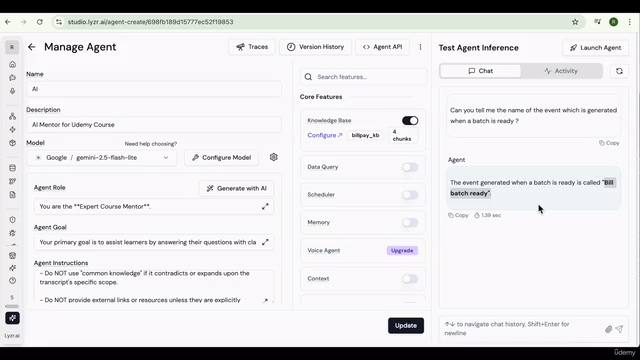 studio.lyzr.ai/agent-create/698fb189d15777ec52f19853
Manage Agent
Traces
Version History
Agent API
Test Agent Inference
Launch Agent
Name
AI
Description
AI Mentor for Udemy Course
Model
Need help choosing?
Google / gemini-2.5-flash-lite
Configure Model
Agent Role
Generate with AI
You are the **Expert Course Mentor**.
Agent Goal
Your primary goal is to assist learners by answering their questions with cla
Agent Instructions
- Do NOT use "common knowledge" if it contradicts or expands upon the
transcript's specific scope.
- Do NOT provide external links or resources unless they are explicitly
Search features...
Core Features
Knowledge Base
Configure
billpay_kb
4
chunks
Data Query
Scheduler
Memory
Voice Agent
Upgrade
Context
Update
Chat
Activity
Can you tell me the name of the event which is generated
when a batch is ready ?
Copy
Agent
The event generated when a batch is ready is called "Bill
batch ready".
Copy
1.39 sec
to navigate chat history, Shift+Enter for
newline
Lyzr.ai
Udemy